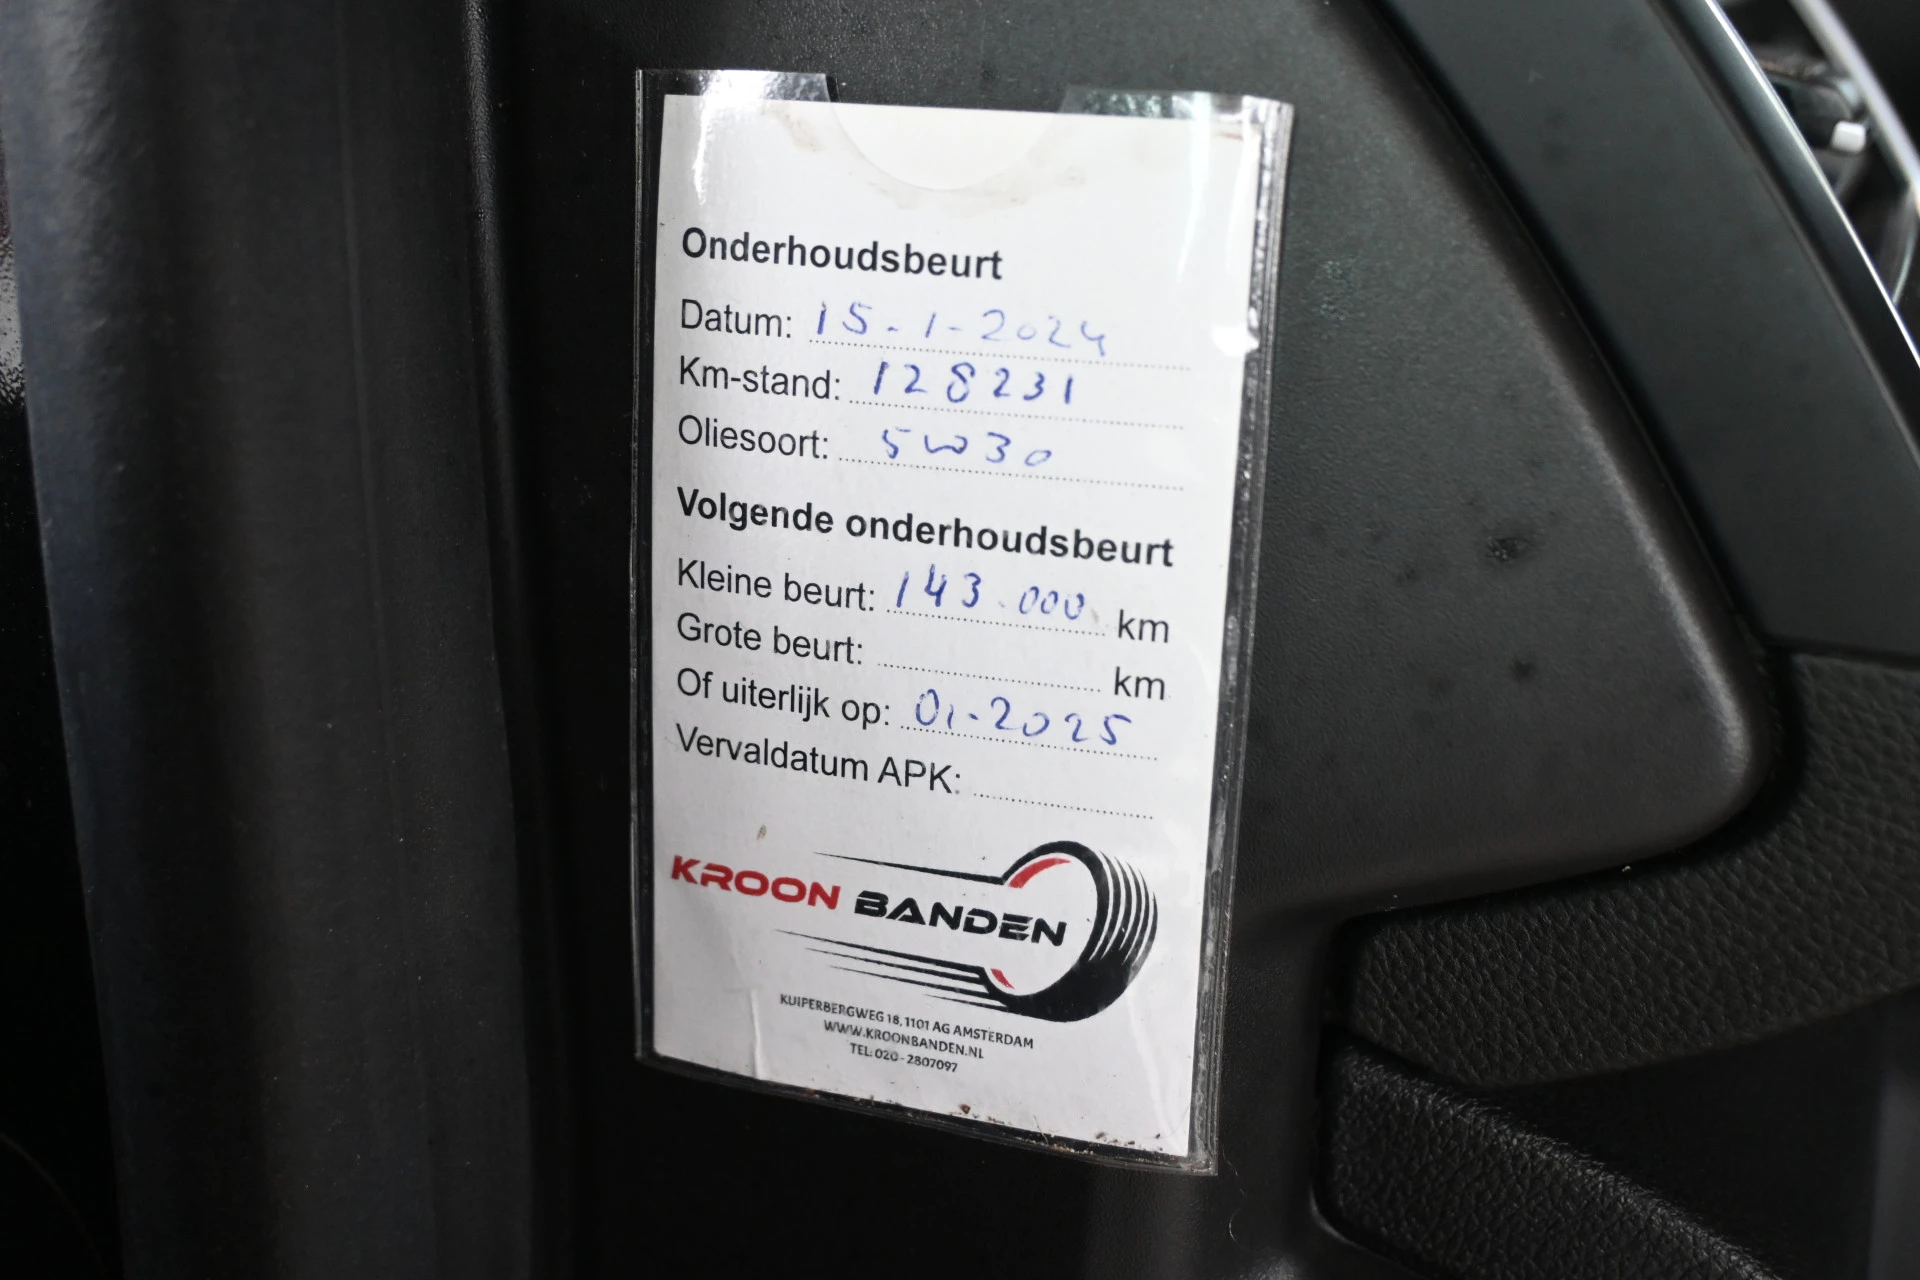 Onderhoudsbeurt
Datum: 15-1-2024
Km-stand: 128231
Oliesoort: 5W30
Volgende onderhoudsbeurt
Kleine beurt: 143.000 km
Grote beurt: km
Of uiterlijk op: 01-2025
Vervaldatum APK:
KROON BANDEN
KUIPERBERGWEG 18, 1101 AG AMSTERDAM
WWW.KROONBANDEN.NL
TEL: 020 - 2807097